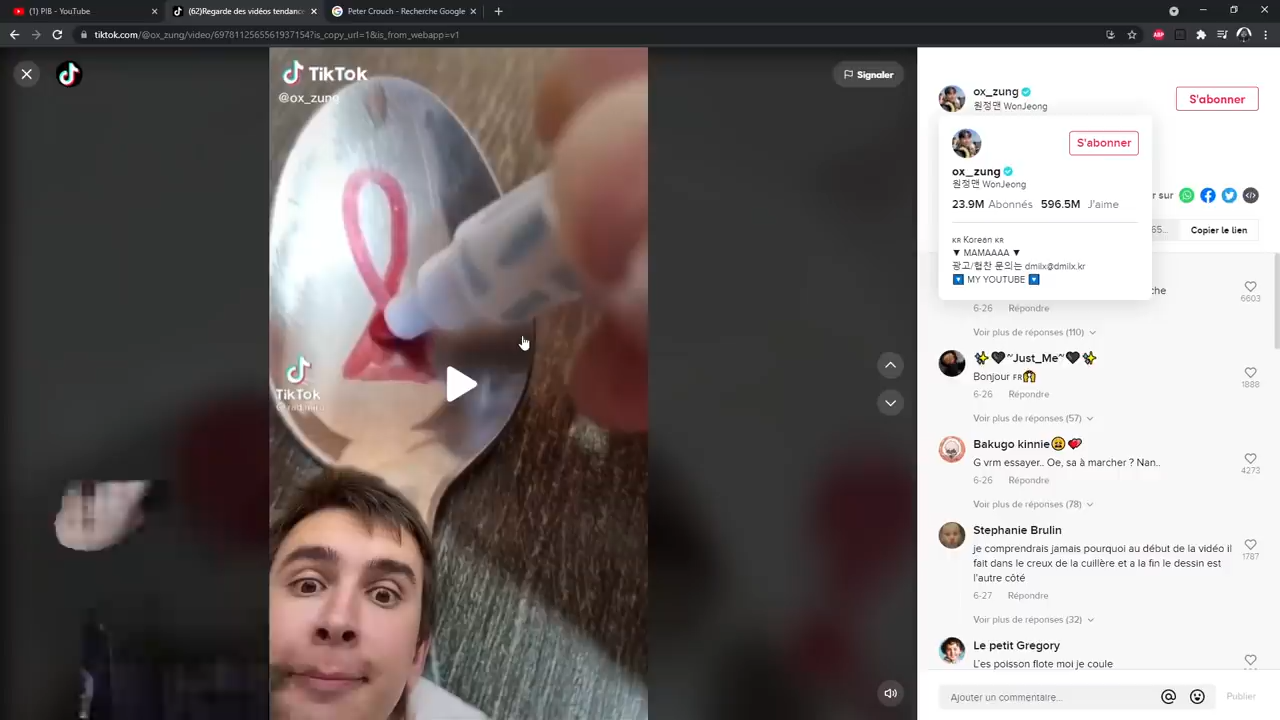 (1) PIB - YouTube
(62)Regarde des vidéos tendance
Peter Crouch - Recherche Google
tiktok.com/@ox_zung/video/6978112565561937154?is_copy_url=1&is_from_webapp=v1
TikTok
@ox_zung
Signaler
TikTok
ox_zung
원정맨 WonJeong
S'abonner
S'abonner
ox_zung
원정맨 WonJeong
23.9M Abonnés 596.5M J'aime
🇰🇷 Korean 🇰🇷
▼ MAMAAAA ▼
광고/협찬 문의는 dmilx@dmilx.kr
🔽 MY YOUTUBE 🔽
r sur
65...
Copier le lien
che
6603
6-26 Répondre
Voir plus de réponses (110)
✨🖤~Just_Me~🖤✨
Bonjour 🇫🇷🙌
1888
6-26 Répondre
Voir plus de réponses (57)
Bakugo kinnie😩💋
G vrm essayer.. Oe, sa à marcher ? Nan..
4273
6-26 Répondre
Voir plus de réponses (78)
Stephanie Brulin
je comprendrais jamais pourquoi au début de la vidéo il
fait dans le creux de la cuillère et a la fin le dessin est
l'autre côté
1787
6-27 Répondre
Voir plus de réponses (32)
Le petit Gregory
L'es poisson flote moi je coule
Ajouter un commentaire...
Publier